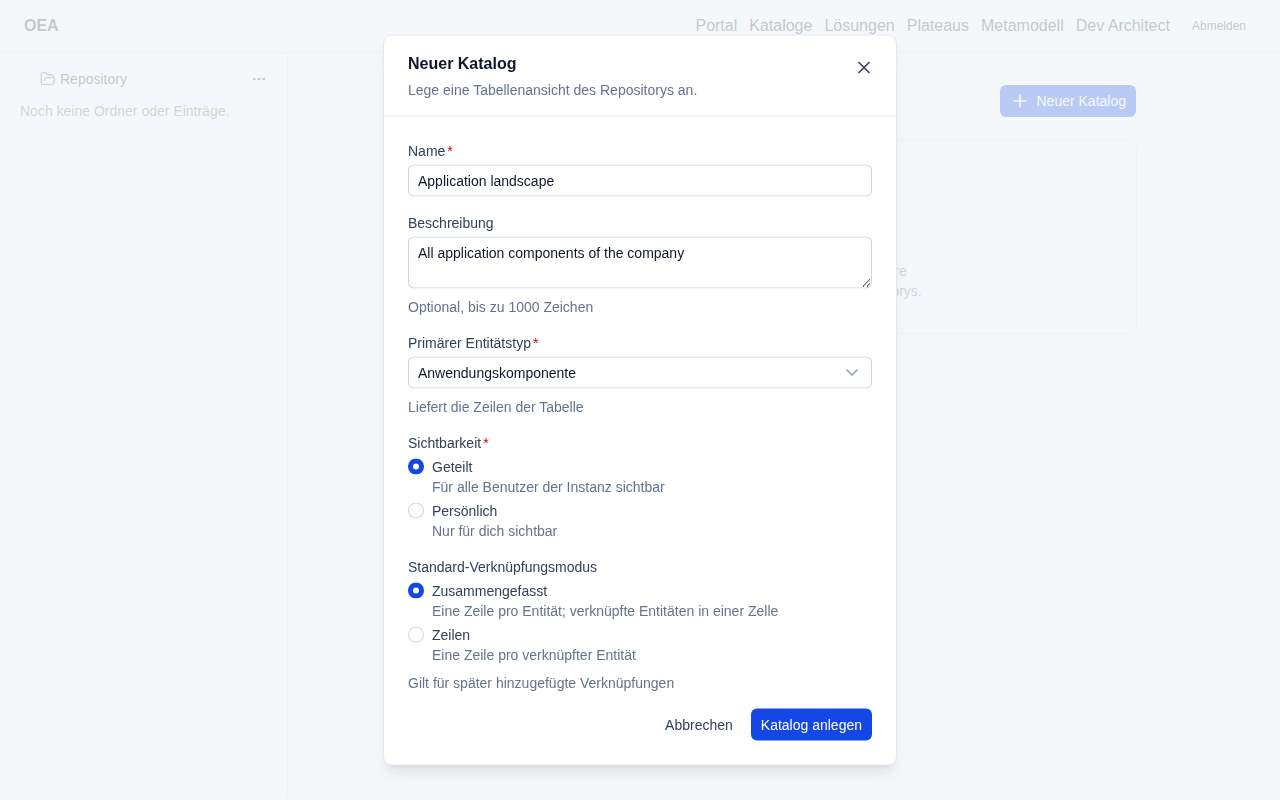 OEA
Portal Kataloge Lösungen Plateaus Metamodell Dev Architect Abmelden
Repository
Noch keine Ordner oder Einträge.
Neuer Katalog
Neuer Katalog
Lege eine Tabellenansicht des Repositorys an.
Name*
Application landscape
Beschreibung
All application components of the company
Optional, bis zu 1000 Zeichen
Primärer Entitätstyp*
Anwendungskomponente
Liefert die Zeilen der Tabelle
Sichtbarkeit*
Geteilt
Für alle Benutzer der Instanz sichtbar
Persönlich
Nur für dich sichtbar
Standard-Verknüpfungsmodus
Zusammengefasst
Eine Zeile pro Entität; verknüpfte Entitäten in einer Zelle
Zeilen
Eine Zeile pro verknüpfter Entität
Gilt für später hinzugefügte Verknüpfungen
Abbrechen Katalog anlegen